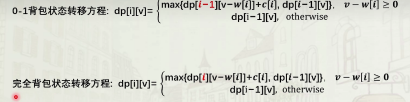 0-1背包状态转移方程: dp[i][v]= { max{dp[i−1][v-w[i]]+c[i], dp[i−1][v]}, v − w[i] ≥ 0
dp[i−1][v], otherwise
完全背包状态转移方程: dp[i][v]= { max{dp[i][v-w[i]]+c[i], dp[i−1][v]}, v − w[i] ≥ 0
dp[i−1][v], otherwise